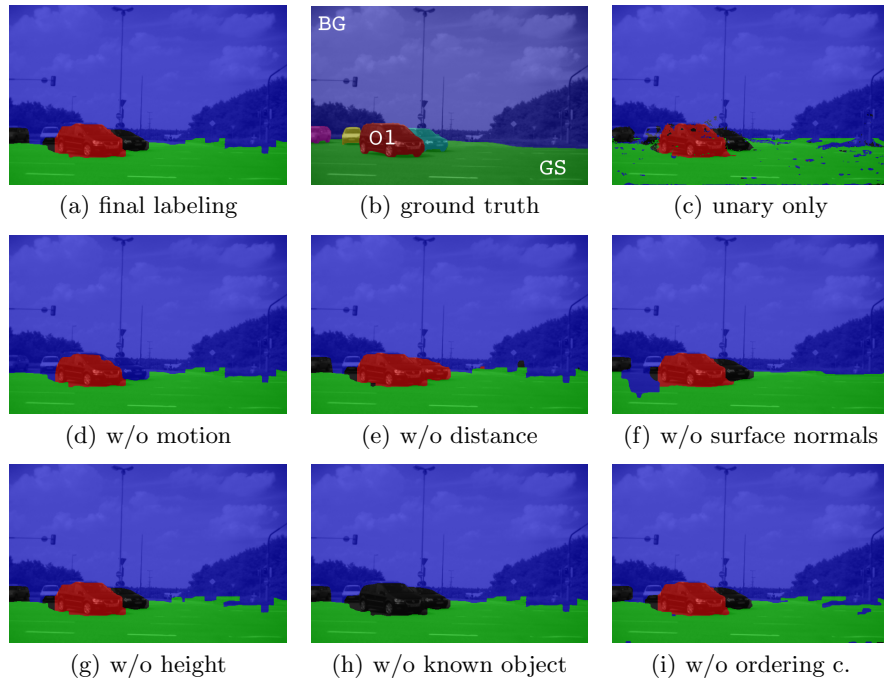 BG
O1
GS
(a) final labeling
(b) ground truth
(c) unary only
(d) w/o motion
(e) w/o distance
(f) w/o surface normals
(g) w/o height
(h) w/o known object
(i) w/o ordering c.